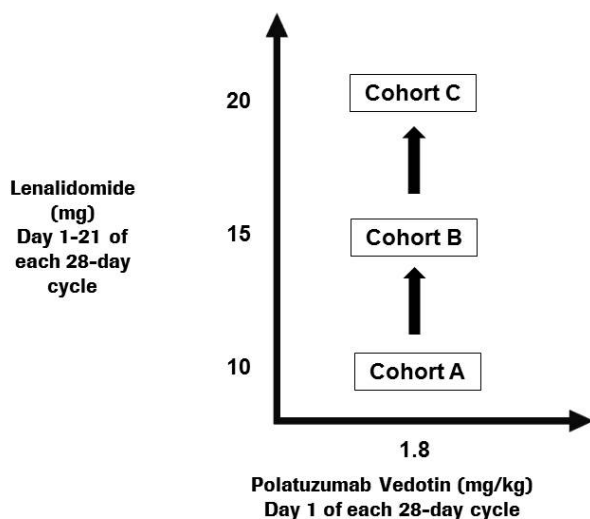 20
Cohort C
Lenalidomide
(mg)
Day 1-21 of
each 28-day
cycle
15
Cohort B
10
Cohort A
1.8
Polatuzumab Vedotin (mg/kg)
Day 1 of each 28-day cycle